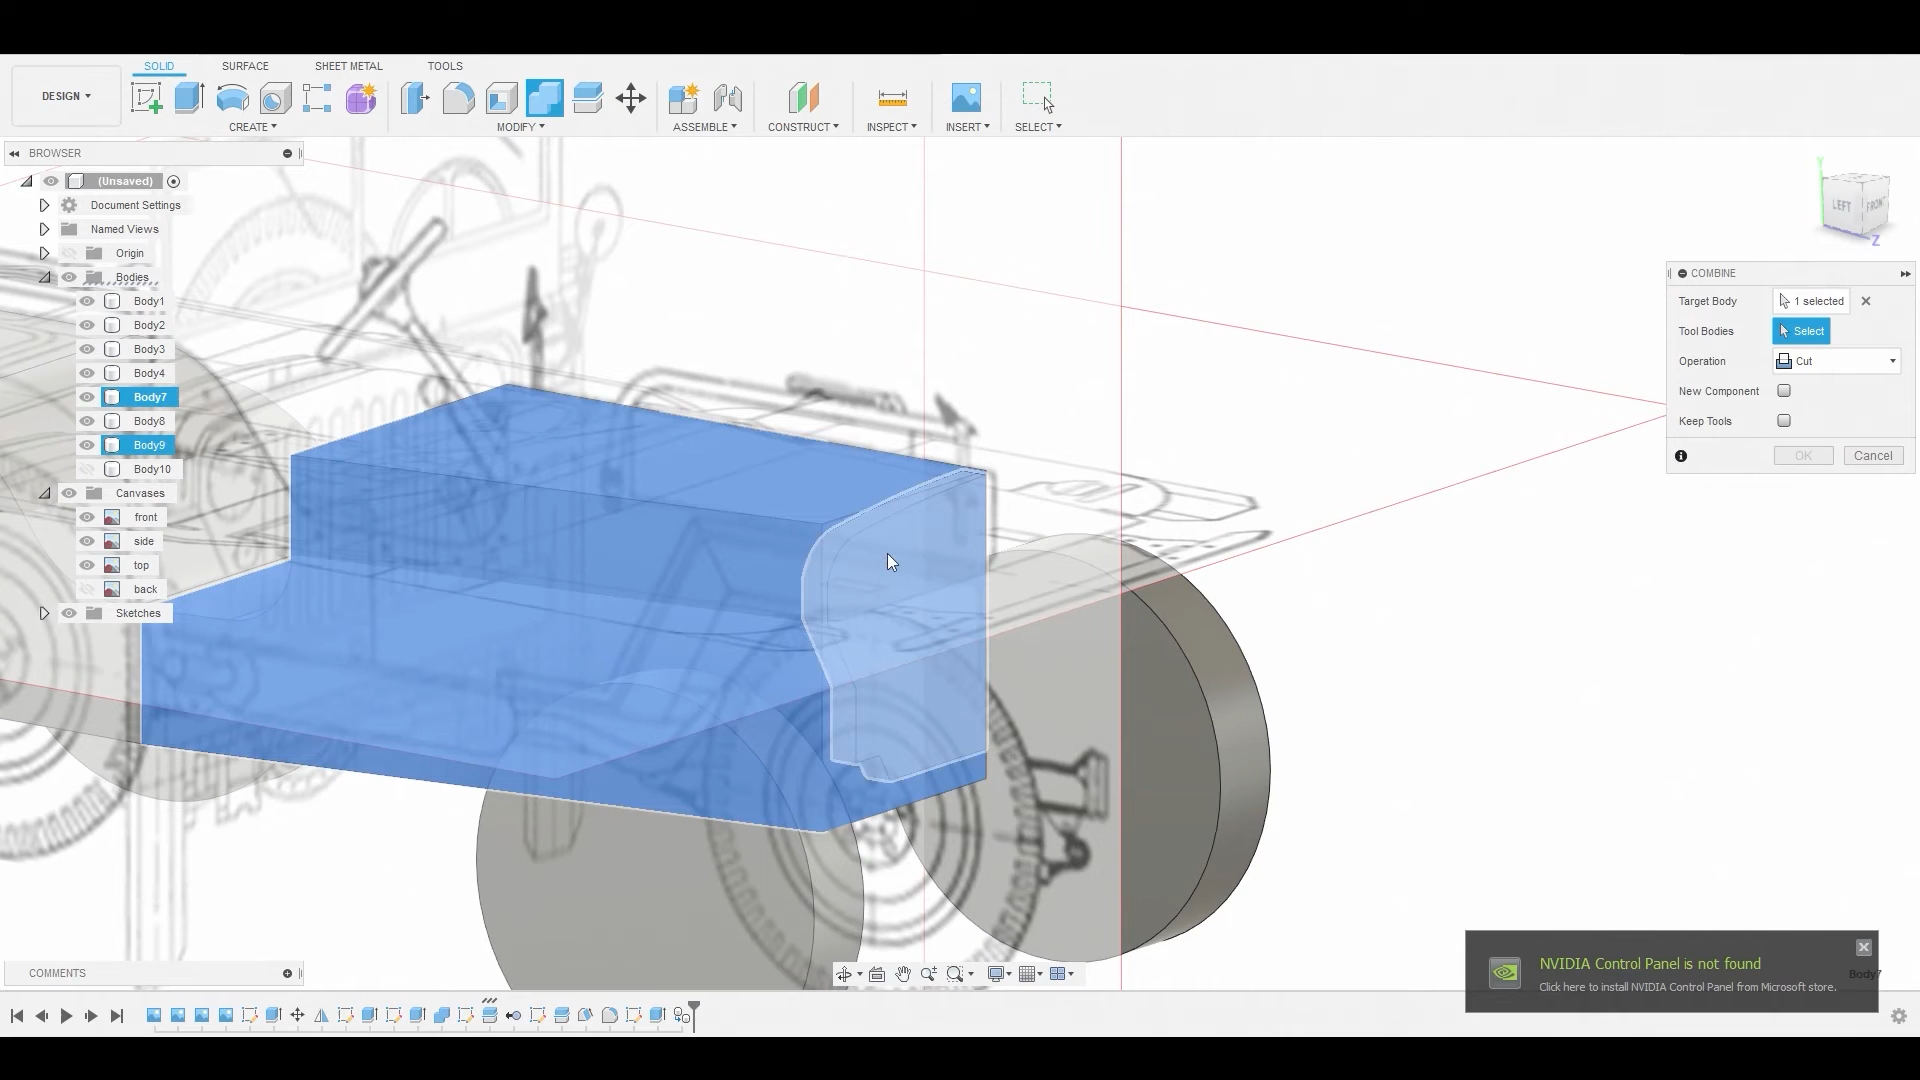 SOLID SURFACE SHEET METAL TOOLS
DESIGN
CREATE MODIFY ASSEMBLE CONSTRUCT INSPECT INSERT SELECT
BROWSER
(Unsaved)
Document Settings
Named Views
Origin
Bodies
Body1
Body2
Body3
Body4
Body7
Body8
Body9
Body10
Canvases
front
side
top
back
Sketches
Y
LEFT FRONT
Z
COMBINE
Target Body 1 selected
Tool Bodies Select
Operation Cut
New Component
Keep Tools
OK Cancel
NVIDIA Control Panel is not found
Click here to install NVIDIA Control Panel from Microsoft store.
Body7
COMMENTS